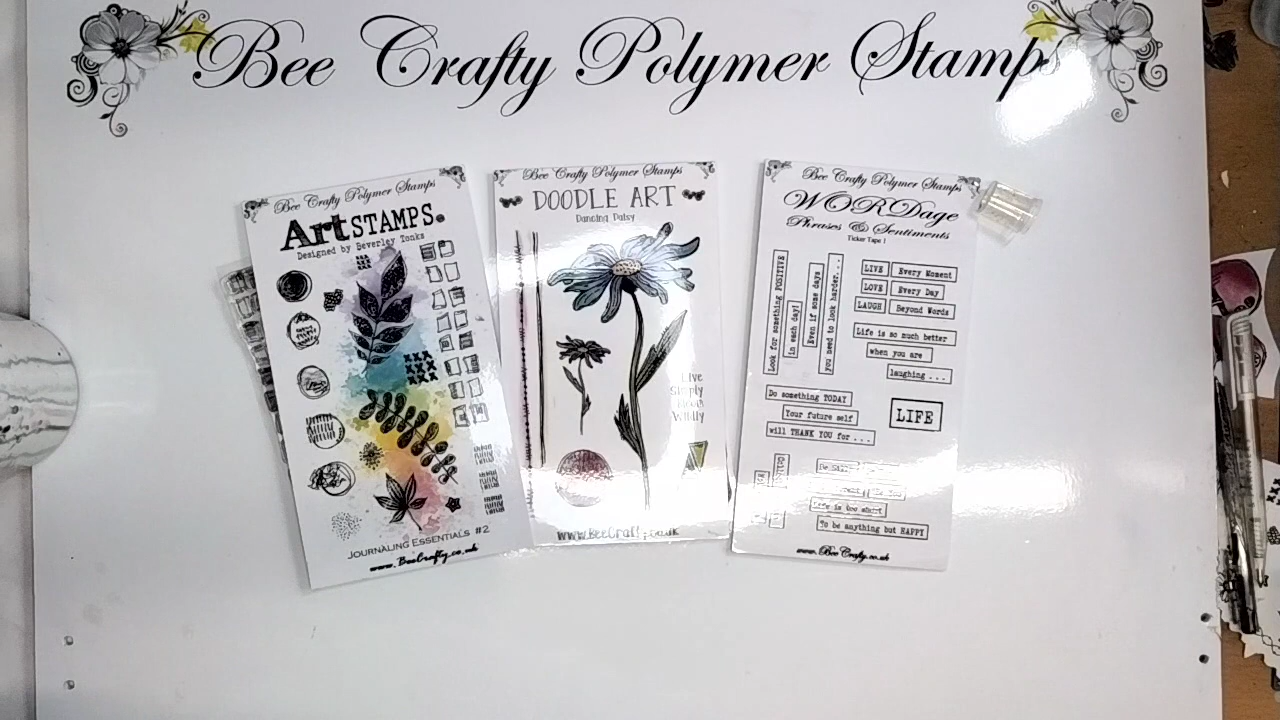 Bee Crafty Polymer Stamps
Bee Crafty Polymer Stamps
Art STAMPS.
Designed by Beverley Tonks
JOURNALING ESSENTIALS #2
www.BeeCrafty.co.uk
Bee Crafty Polymer Stamps
DOODLE ART
Dancing Daisy
Live
Simply
Wildly
www.BeeCrafty.co.uk
Bee Crafty Polymer Stamps
WORDage
Phrases & Sentiments
Ticker Tape 1
Look for something POSITIVE
in each day!
Even if some days
you need to look harder...
LIVE Every Moment
LOVE Every Day
LAUGH Beyond Words
Life is so much better
when you are
laughing ...
Do something TODAY
Your future self
will THANK YOU for ...
LIFE
Life is too short
To be anything but HAPPY
www.BeeCrafty.co.uk